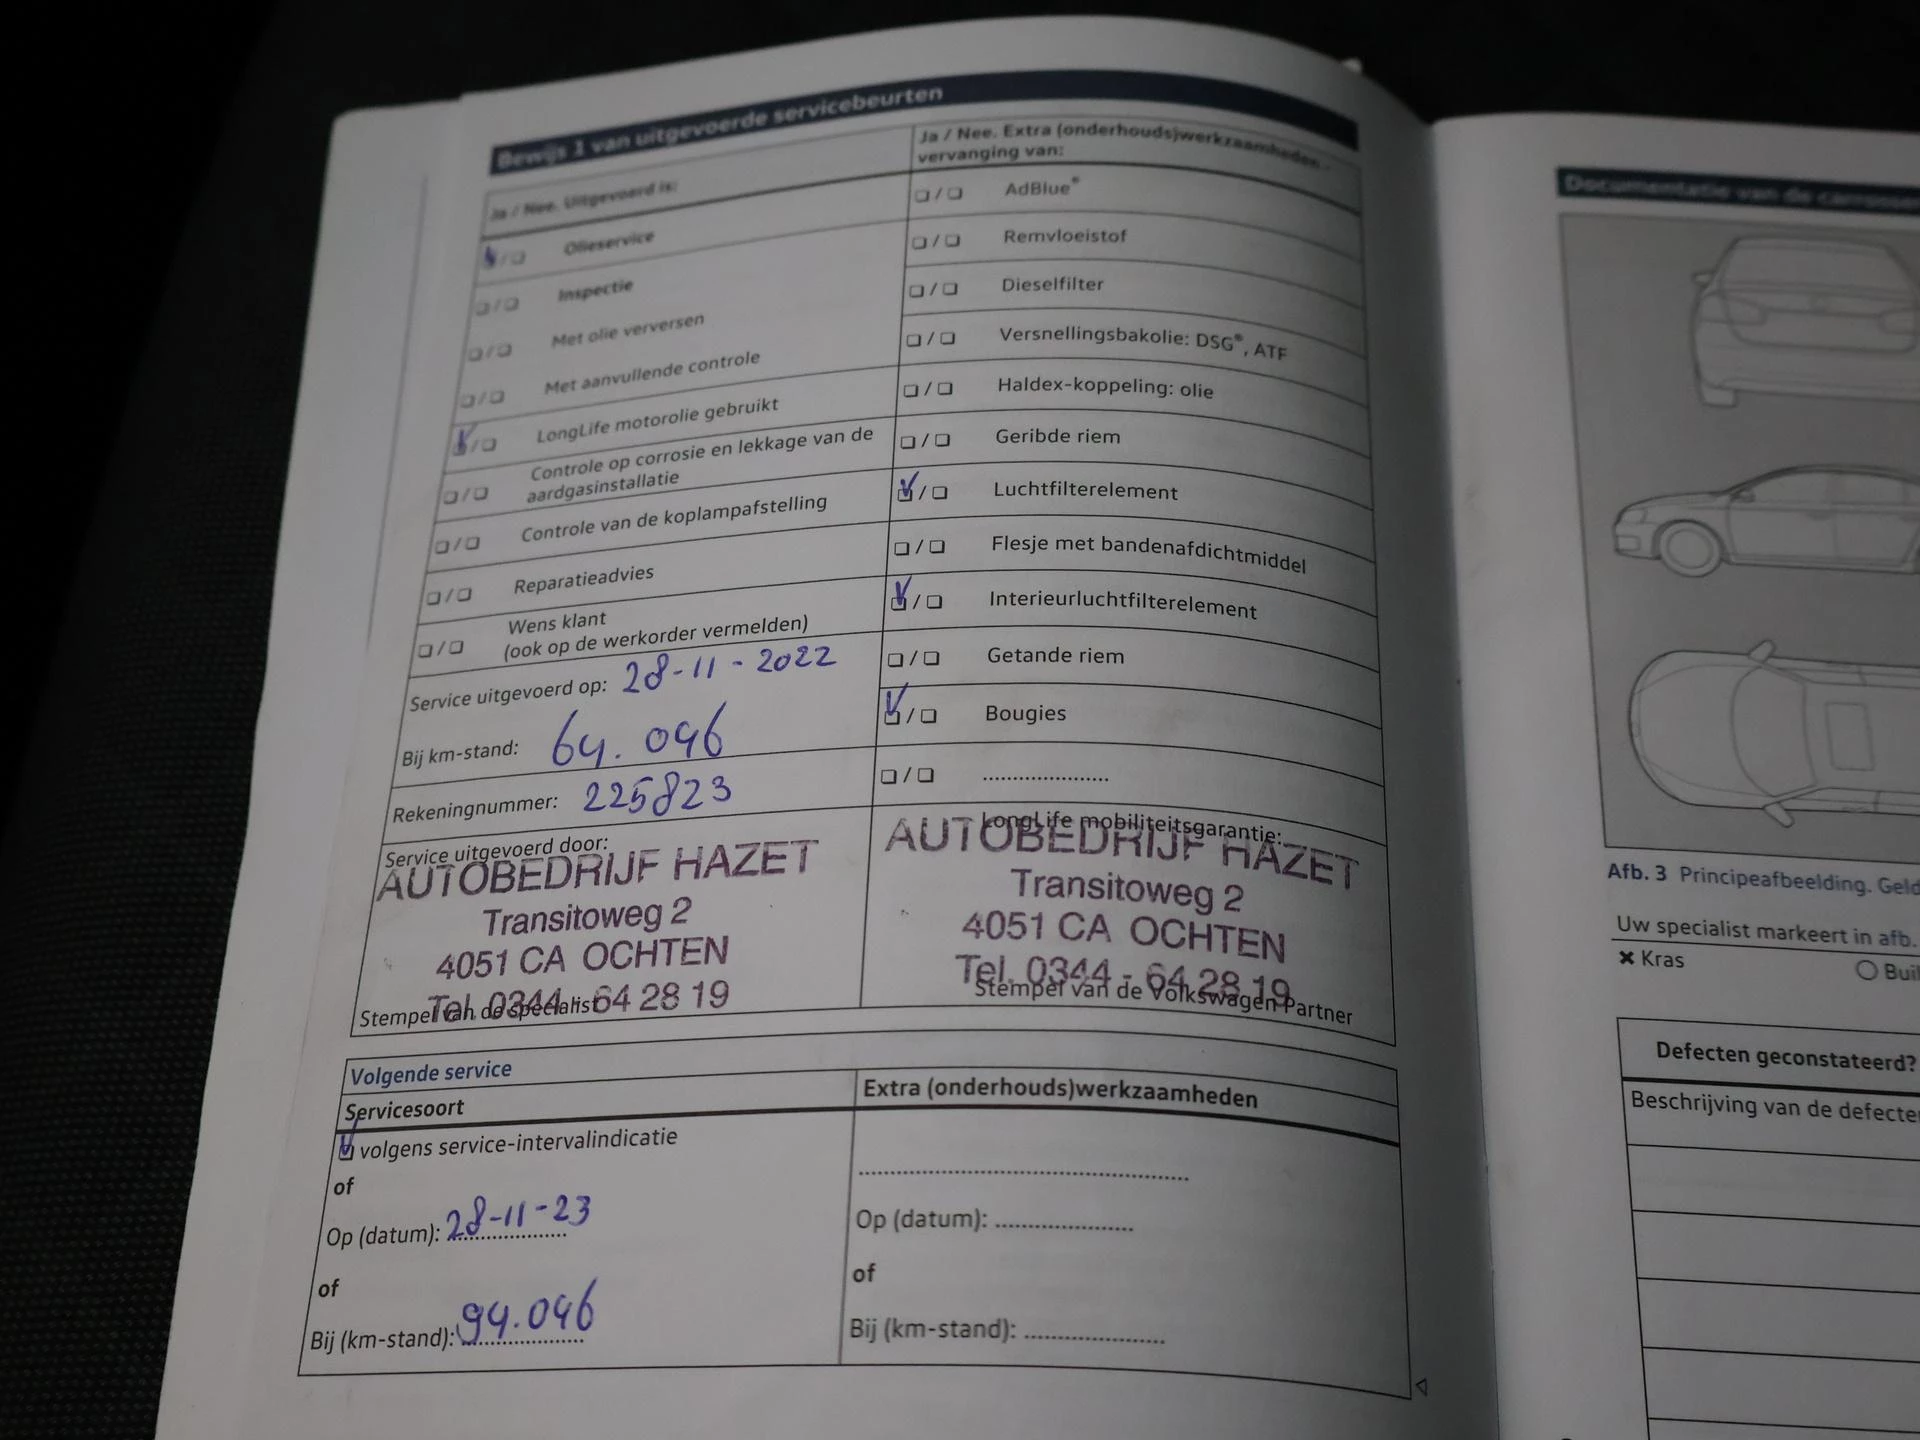 Bewijs 1 van uitgevoerde servicebeurten
Ja / Nee. Uitgevoerd is:
❏/❏ Olieservice
❏/❏ Inspectie
❏/❏ Met olie verversen
❏/❏ Met aanvullende controle
❏/❏ LongLife motorolie gebruikt
❏/❏ Controle op corrosie en lekkage van de
aardgasinstallatie
❏/❏ Controle van de koplampafstelling
❏/❏ Reparatieadvies
❏/❏ Wens klant
(ook op de werkorder vermelden)
Service uitgevoerd op: 28-11-2022
Bij km-stand: 64.046
Rekeningnummer: 225823
Service uitgevoerd door:
AUTOBEDRIJF HAZET
Transitoweg 2
4051 CA OCHTEN
Tel. 0344 - 64 28 19
Stempel van de specialist
Ja / Nee. Extra (onderhouds)werkzaamheden -
vervanging van:
❏/❏ AdBlue®
❏/❏ Remvloeistof
❏/❏ Dieselfilter
❏/❏ Versnellingsbakolie: DSG®, ATF
❏/❏ Haldex-koppeling: olie
❏/❏ Geribde riem
❏/❏ Luchtfilterelement
❏/❏ Flesje met bandenafdichtmiddel
❏/❏ Interieurluchtfilterelement
❏/❏ Getande riem
❏/❏ Bougies
❏/❏ .....................
LongLife mobiliteitsgarantie:
AUTOBEDRIJF HAZET
Transitoweg 2
4051 CA OCHTEN
Tel. 0344 - 64 28 19
Stempel van de Volkswagen Partner
Volgende service
Servicesoort
❏ volgens service-intervalindicatie
of
Op (datum): 28-11-23
of
Bij (km-stand): 94.046
Extra (onderhouds)werkzaamheden
Op (datum): .....................
of
Bij (km-stand): .....................
Documentatie van de
Afb. 3 Principeafbeelding.
Uw specialist markeert in afb.
✖ Kras
Defecten geconstateerd?
Beschrijving van de